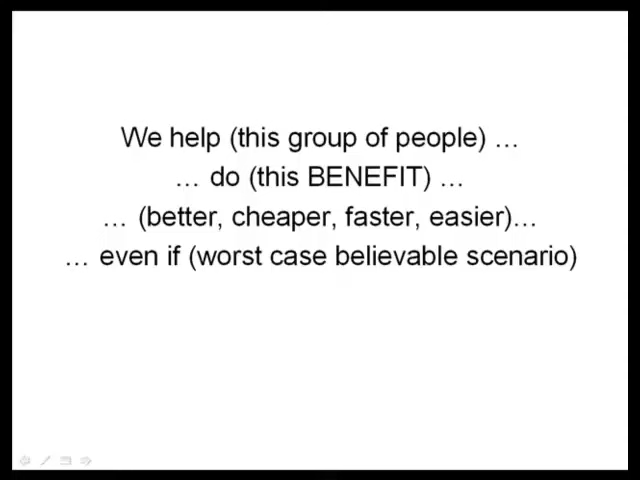 We help (this group of people) …
… do (this BENEFIT) …
… (better, cheaper, faster, easier)…
… even if (worst case believable scenario)